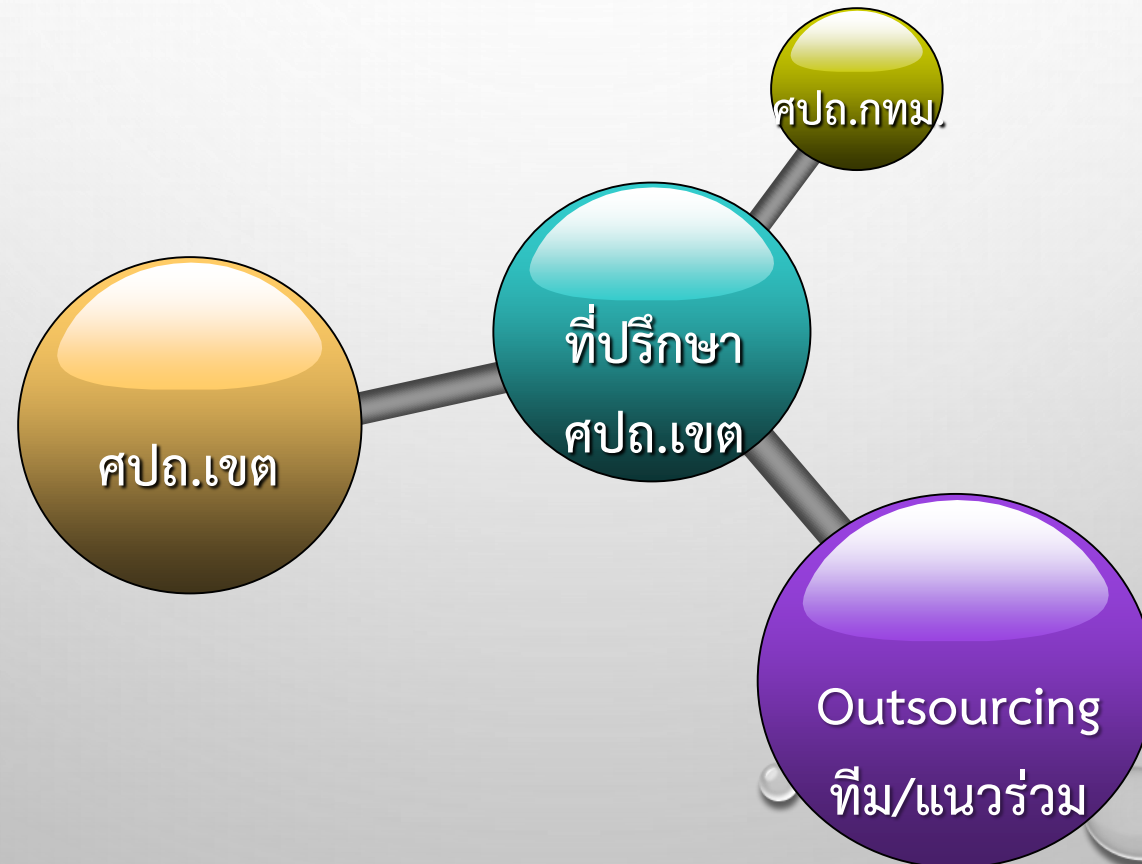 ศปถ.กทม.
ที่ปรึกษา
ศปถ.เขต
ศปถ.เขต
Outsourcing
ทีม/แนวร่วม